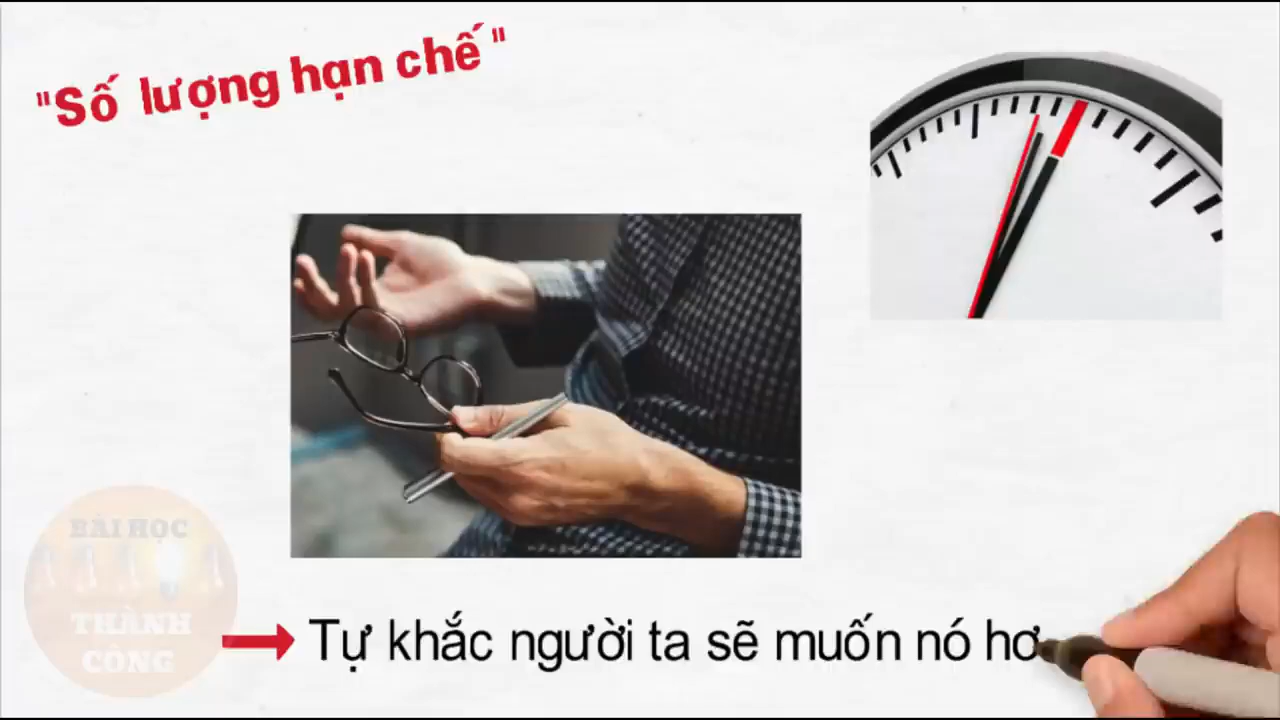 "Số lượng hạn chế"
BÀI HỌC
THÀNH
CÔNG
Tự khắc người ta sẽ muốn nó hơ